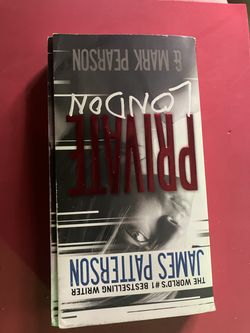 THE WORLD'S #1 BESTSELLING WRITER
JAMES PATTERSON
PRIVATE
LONDON
& MARK PEARSON